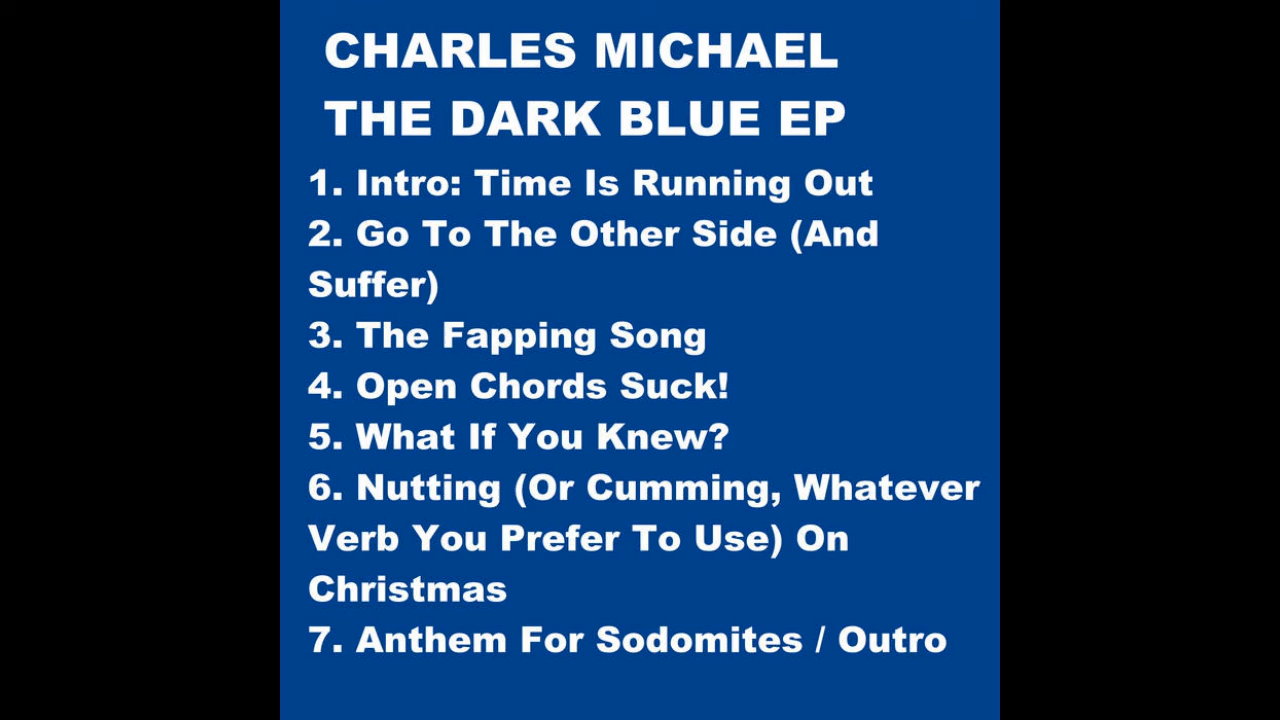 CHARLES MICHAEL
THE DARK BLUE EP
1. Intro: Time Is Running Out
2. Go To The Other Side (And
Suffer)
3. The Fapping Song
4. Open Chords Suck!
5. What If You Knew?
6. Nutting (Or Cumming, Whatever
Verb You Prefer To Use) On
Christmas
7. Anthem For Sodomites / Outro